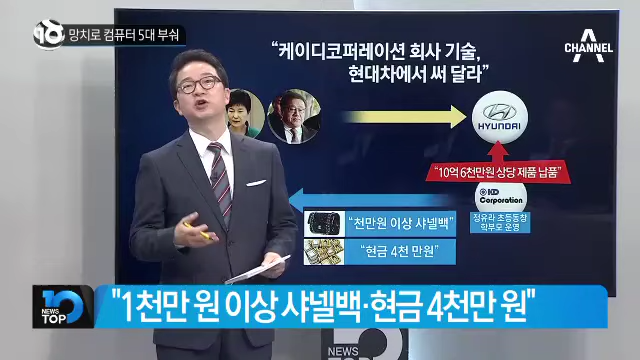 망치로 컴퓨터 5대 부숴
CHANNEL A
"케이디코퍼레이션 회사 기술,
현대차에서 써 달라"
HYUNDAI
"10억 6천만원 상당 제품 납품"
KD
Corporation
정유라 초등동창
학부모 운영
"천만원 이상 샤넬백"
"현금 4천 만원"
NEWS
TOP
10
"1천만 원 이상 샤넬백·현금 4천만 원"
NEWS